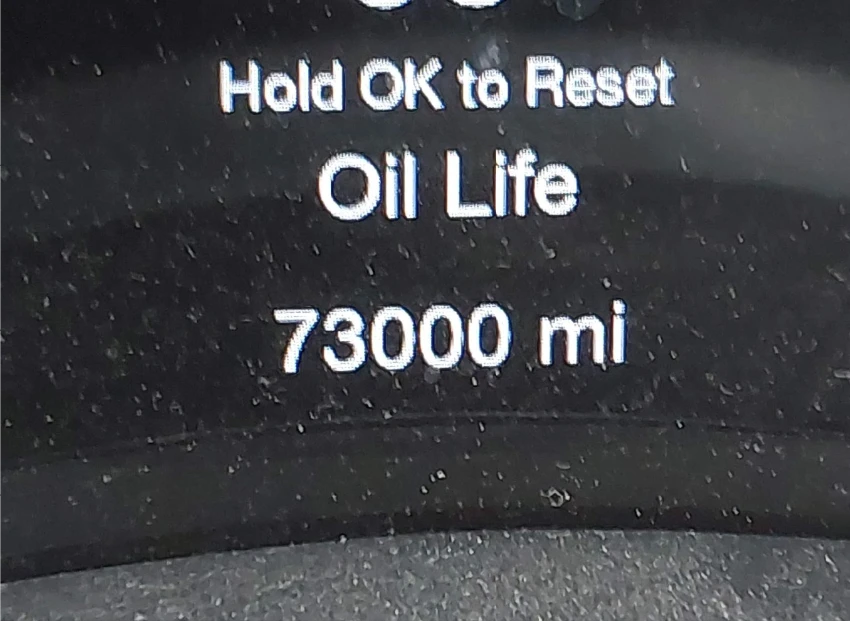 Hold OK to Reset
Oil Life
73000 mi